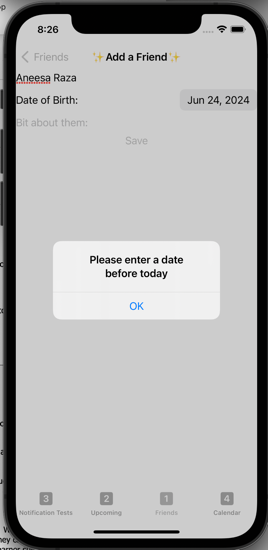 8:26
Friends
✨Add a Friend✨
Aneesa Raza
Date of Birth: Jun 24, 2024
Bit about them:
Save
Please enter a date
before today
OK
3 2 1 4
Notification Tests Upcoming Friends Calendar